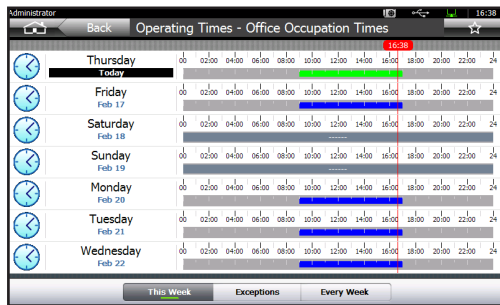 Administrator 16:38
Back Operating Times - Office Occupation Times
16:38
Thursday 00 02:00 04:00 06:00 08:00 10:00 12:00 14:00 16:00 18:00 20:00 22:00 24
Today
Friday 00 02:00 04:00 06:00 08:00 10:00 12:00 14:00 16:00 18:00 20:00 22:00 24
Feb 17
Saturday 00 02:00 04:00 06:00 08:00 10:00 12:00 14:00 16:00 18:00 20:00 22:00 24
Feb 18 ------
Sunday 00 02:00 04:00 06:00 08:00 10:00 12:00 14:00 16:00 18:00 20:00 22:00 24
Feb 19 ------
Monday 00 02:00 04:00 06:00 08:00 10:00 12:00 14:00 16:00 18:00 20:00 22:00 24
Feb 20
Tuesday 00 02:00 04:00 06:00 08:00 10:00 12:00 14:00 16:00 18:00 20:00 22:00 24
Feb 21
Wednesday 00 02:00 04:00 06:00 08:00 10:00 12:00 14:00 16:00 18:00 20:00 22:00 24
Feb 22
This Week Exceptions Every Week